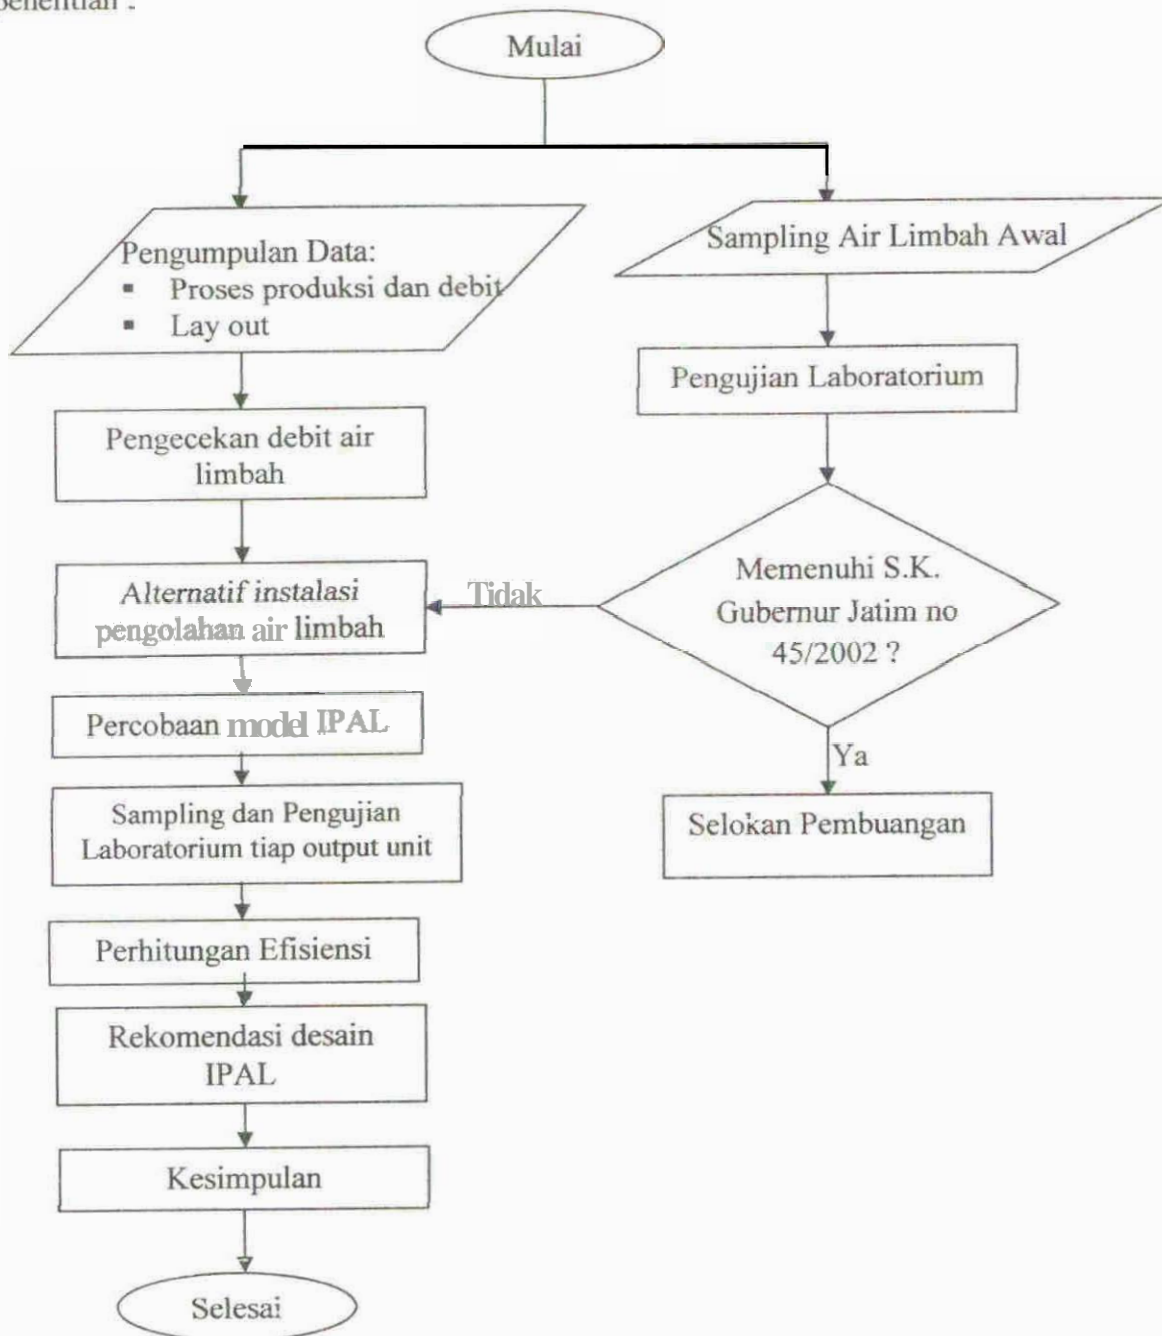 penelitian :
Mulai
Pengumpulan Data:
▪ Proses produksi dan debit
▪ Lay out
Sampling Air Limbah Awal
Pengecekan debit air
limbah
Pengujian Laboratorium
Alternatif instalasi
pengolahan air limbah
Tidak
Memenuhi S.K.
Gubernur Jatim no
45/2002 ?
Percobaan model IPAL
Ya
Sampling dan Pengujian
Laboratorium tiap output unit
Selokan Pembuangan
Perhitungan Efisiensi
Rekomendasi desain
IPAL
Kesimpulan
Selesai